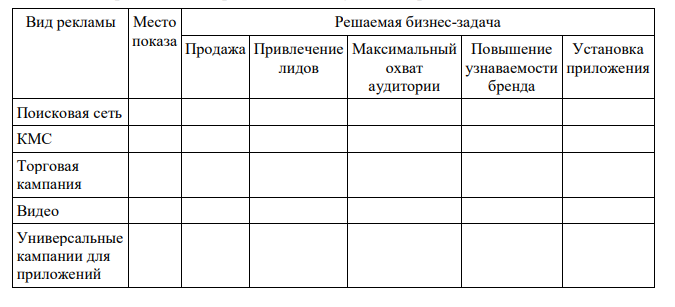 Вид рекламы
Место показа
Решаемая бизнес-задача
Продажа
Привлечение лидов
Максимальный охват аудитории
Повышение узнаваемости бренда
Установка приложения
Поисковая сеть
КМС
Торговая кампания
Видео
Универсальные кампании для приложений